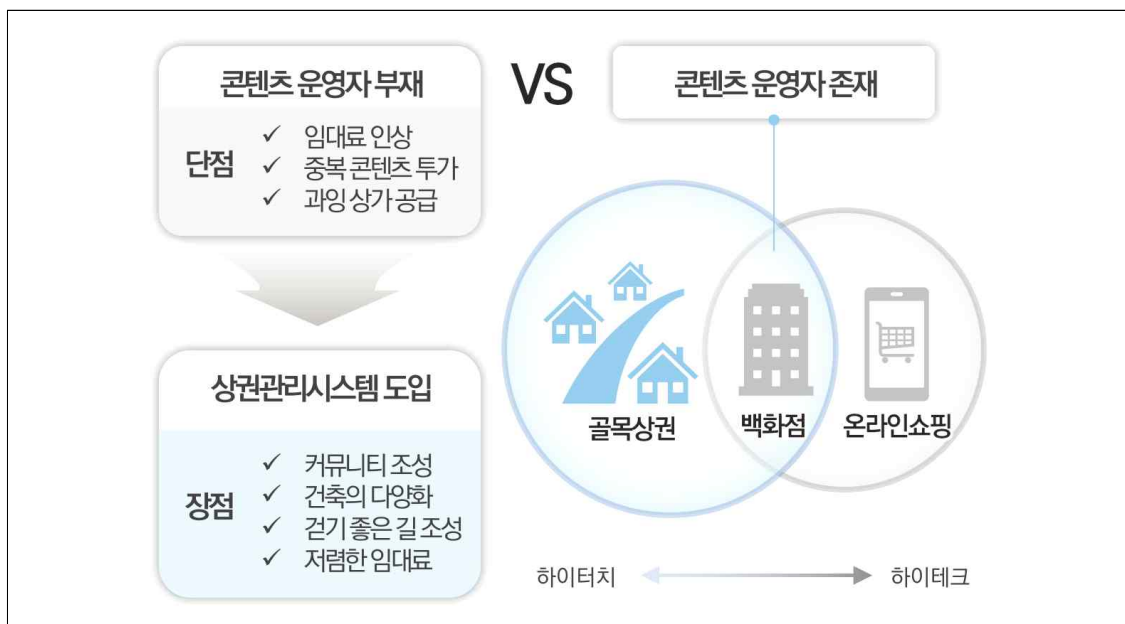 콘텐츠 운영자 부재
단점
✓ 임대료 인상
✓ 중복 콘텐츠 투가
✓ 과잉 상가 공급
상권관리시스템 도입
장점
✓ 커뮤니티 조성
✓ 건축의 다양화
✓ 걷기 좋은 길 조성
✓ 저렴한 임대료
VS
콘텐츠 운영자 존재
골목상권
백화점
온라인쇼핑
하이터치
하이테크